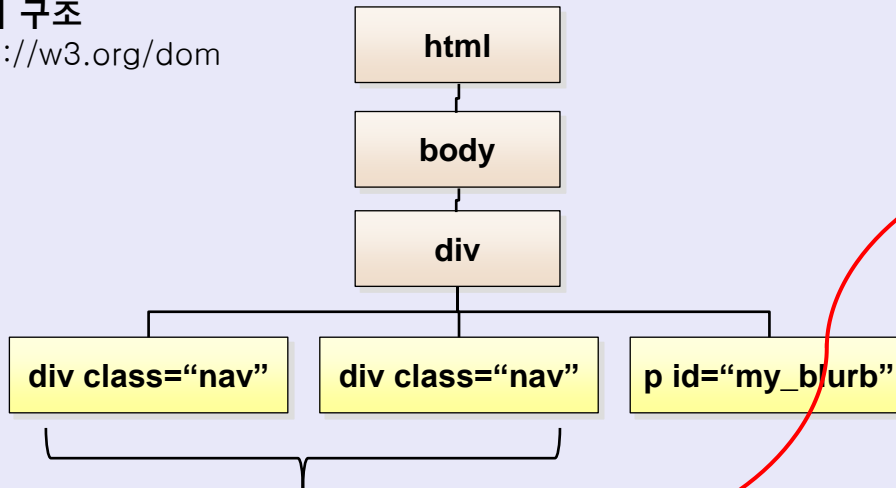 구조
://w3.org/dom
html
body
div
div class=“nav”
div class=“nav”
p id=“my_blurb”